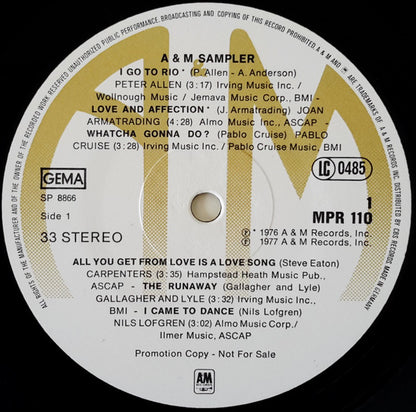 A & M SAMPLER
I GO TO RIO* (P. Allen - A. Anderson)
PETER ALLEN (3:17) Irving Music Inc. /
Wollnough Music / Jemava Music Corp., BMI -
LOVE AND AFFECTION* (J. Armatrading) JOAN
ARMATRADING (4:28) Almo Music Inc., ASCAP -
WHATCHA GONNA DO? (Pablo Cruise) PABLO
CRUISE (3:28) Irving Music Inc. / Pablo Cruise Music, BMI
GEMA
SP 8866
Side 1
33 STEREO
LC 0485
1
MPR 110
℗* 1976 A & M Records, Inc.
℗ 1977 A & M Records, Inc.
ALL YOU GET FROM LOVE IS A LOVE SONG (Steve Eaton)
CARPENTERS (3:35) Hampstead Heath Music Pub.,
ASCAP - THE RUNAWAY (Gallagher and Lyle)
GALLAGHER AND LYLE (3:32) Irving Music Inc.,
BMI - I CAME TO DANCE (Nils Lofgren)
NILS LOFGREN (3:02) Almo Music Corp./
Ilmer Music, ASCAP
Promotion Copy - Not For Sale
A&M
RECORDS
ALL RIGHTS OF THE MANUFACTURER AND OF THE OWNER OF THE RECORDED WORK RESERVED UNAUTHORIZED PUBLIC PERFORMANCE, BROADCASTING AND COPYING OF THIS RECORD PROHIBITED. A & M AND ARE TRADEMARKS OF A & M RECORDS INC. DISTRIBUTED BY CBS RECORDS MADE IN GERMANY